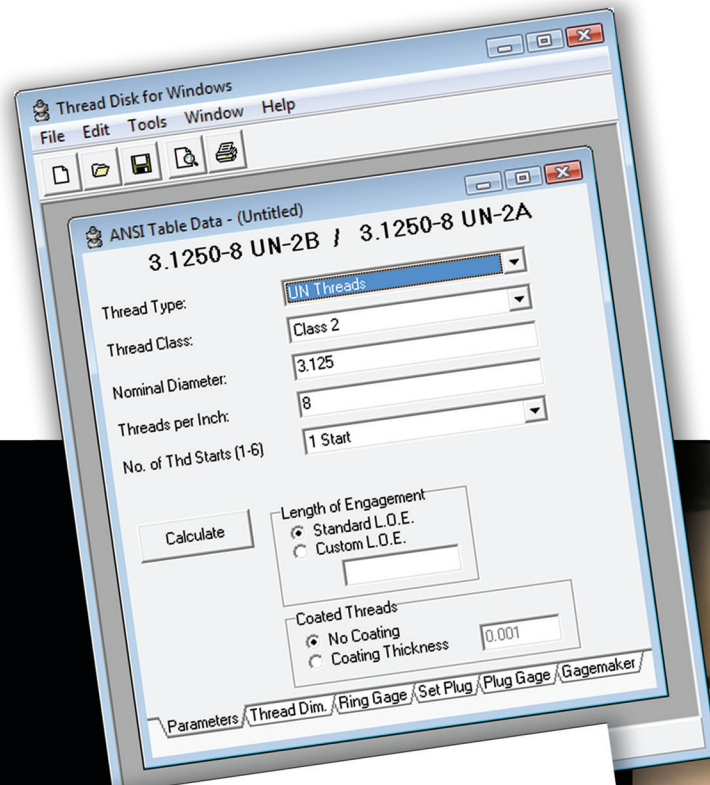 Thread Disk for Windows
File Edit Tools Window Help
ANSI Table Data - (Untitled)
3.1250-8 UN-2B / 3.1250-8 UN-2A
Thread Type: UN Threads
Thread Class: Class 2
Nominal Diameter: 3.125
Threads per Inch: 8
No. of Thd Starts (1-6) 1 Start
Calculate
Length of Engagement
Standard L.O.E.
Custom L.O.E.
Coated Threads
No Coating
Coating Thickness 0.001
Parameters Thread Dim. Ring Gage Set Plug Plug Gage Gagemaker